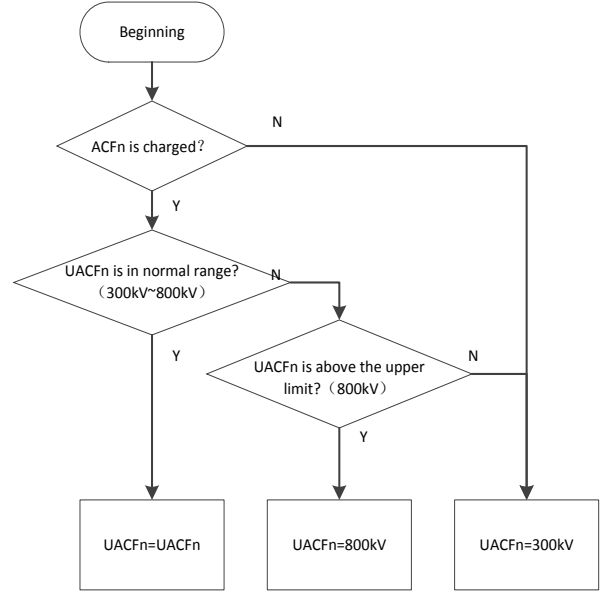 Beginning
N
ACFn is charged？
Y
UACFn is in normal range?
（300kV~800kV）
N
Y
UACFn is above the upper
limit?（800kV）
N
Y
UACFn=UACFn
UACFn=800kV
UACFn=300kV